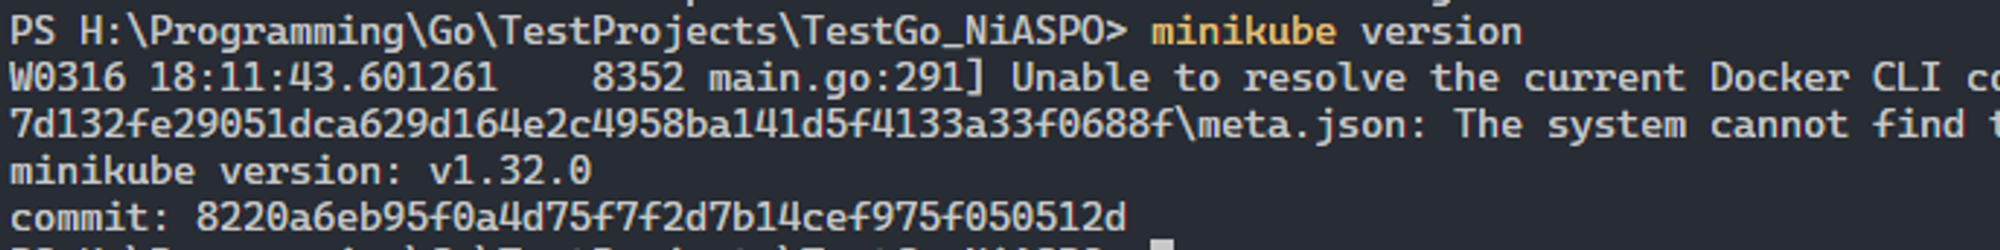 PS H:\Programming\Go\TestProjects\TestGo_NiASPO> minikube version
W0316 18:11:43.601261    8352 main.go:291] Unable to resolve the current Docker CLI
7d132fe29051dca629d164e2c4958ba141d5f4133a33f0688f\meta.json: The system cannot find
minikube version: v1.32.0
commit: 8220a6eb95f0a4d75f7f2d7b14cef975f050512d